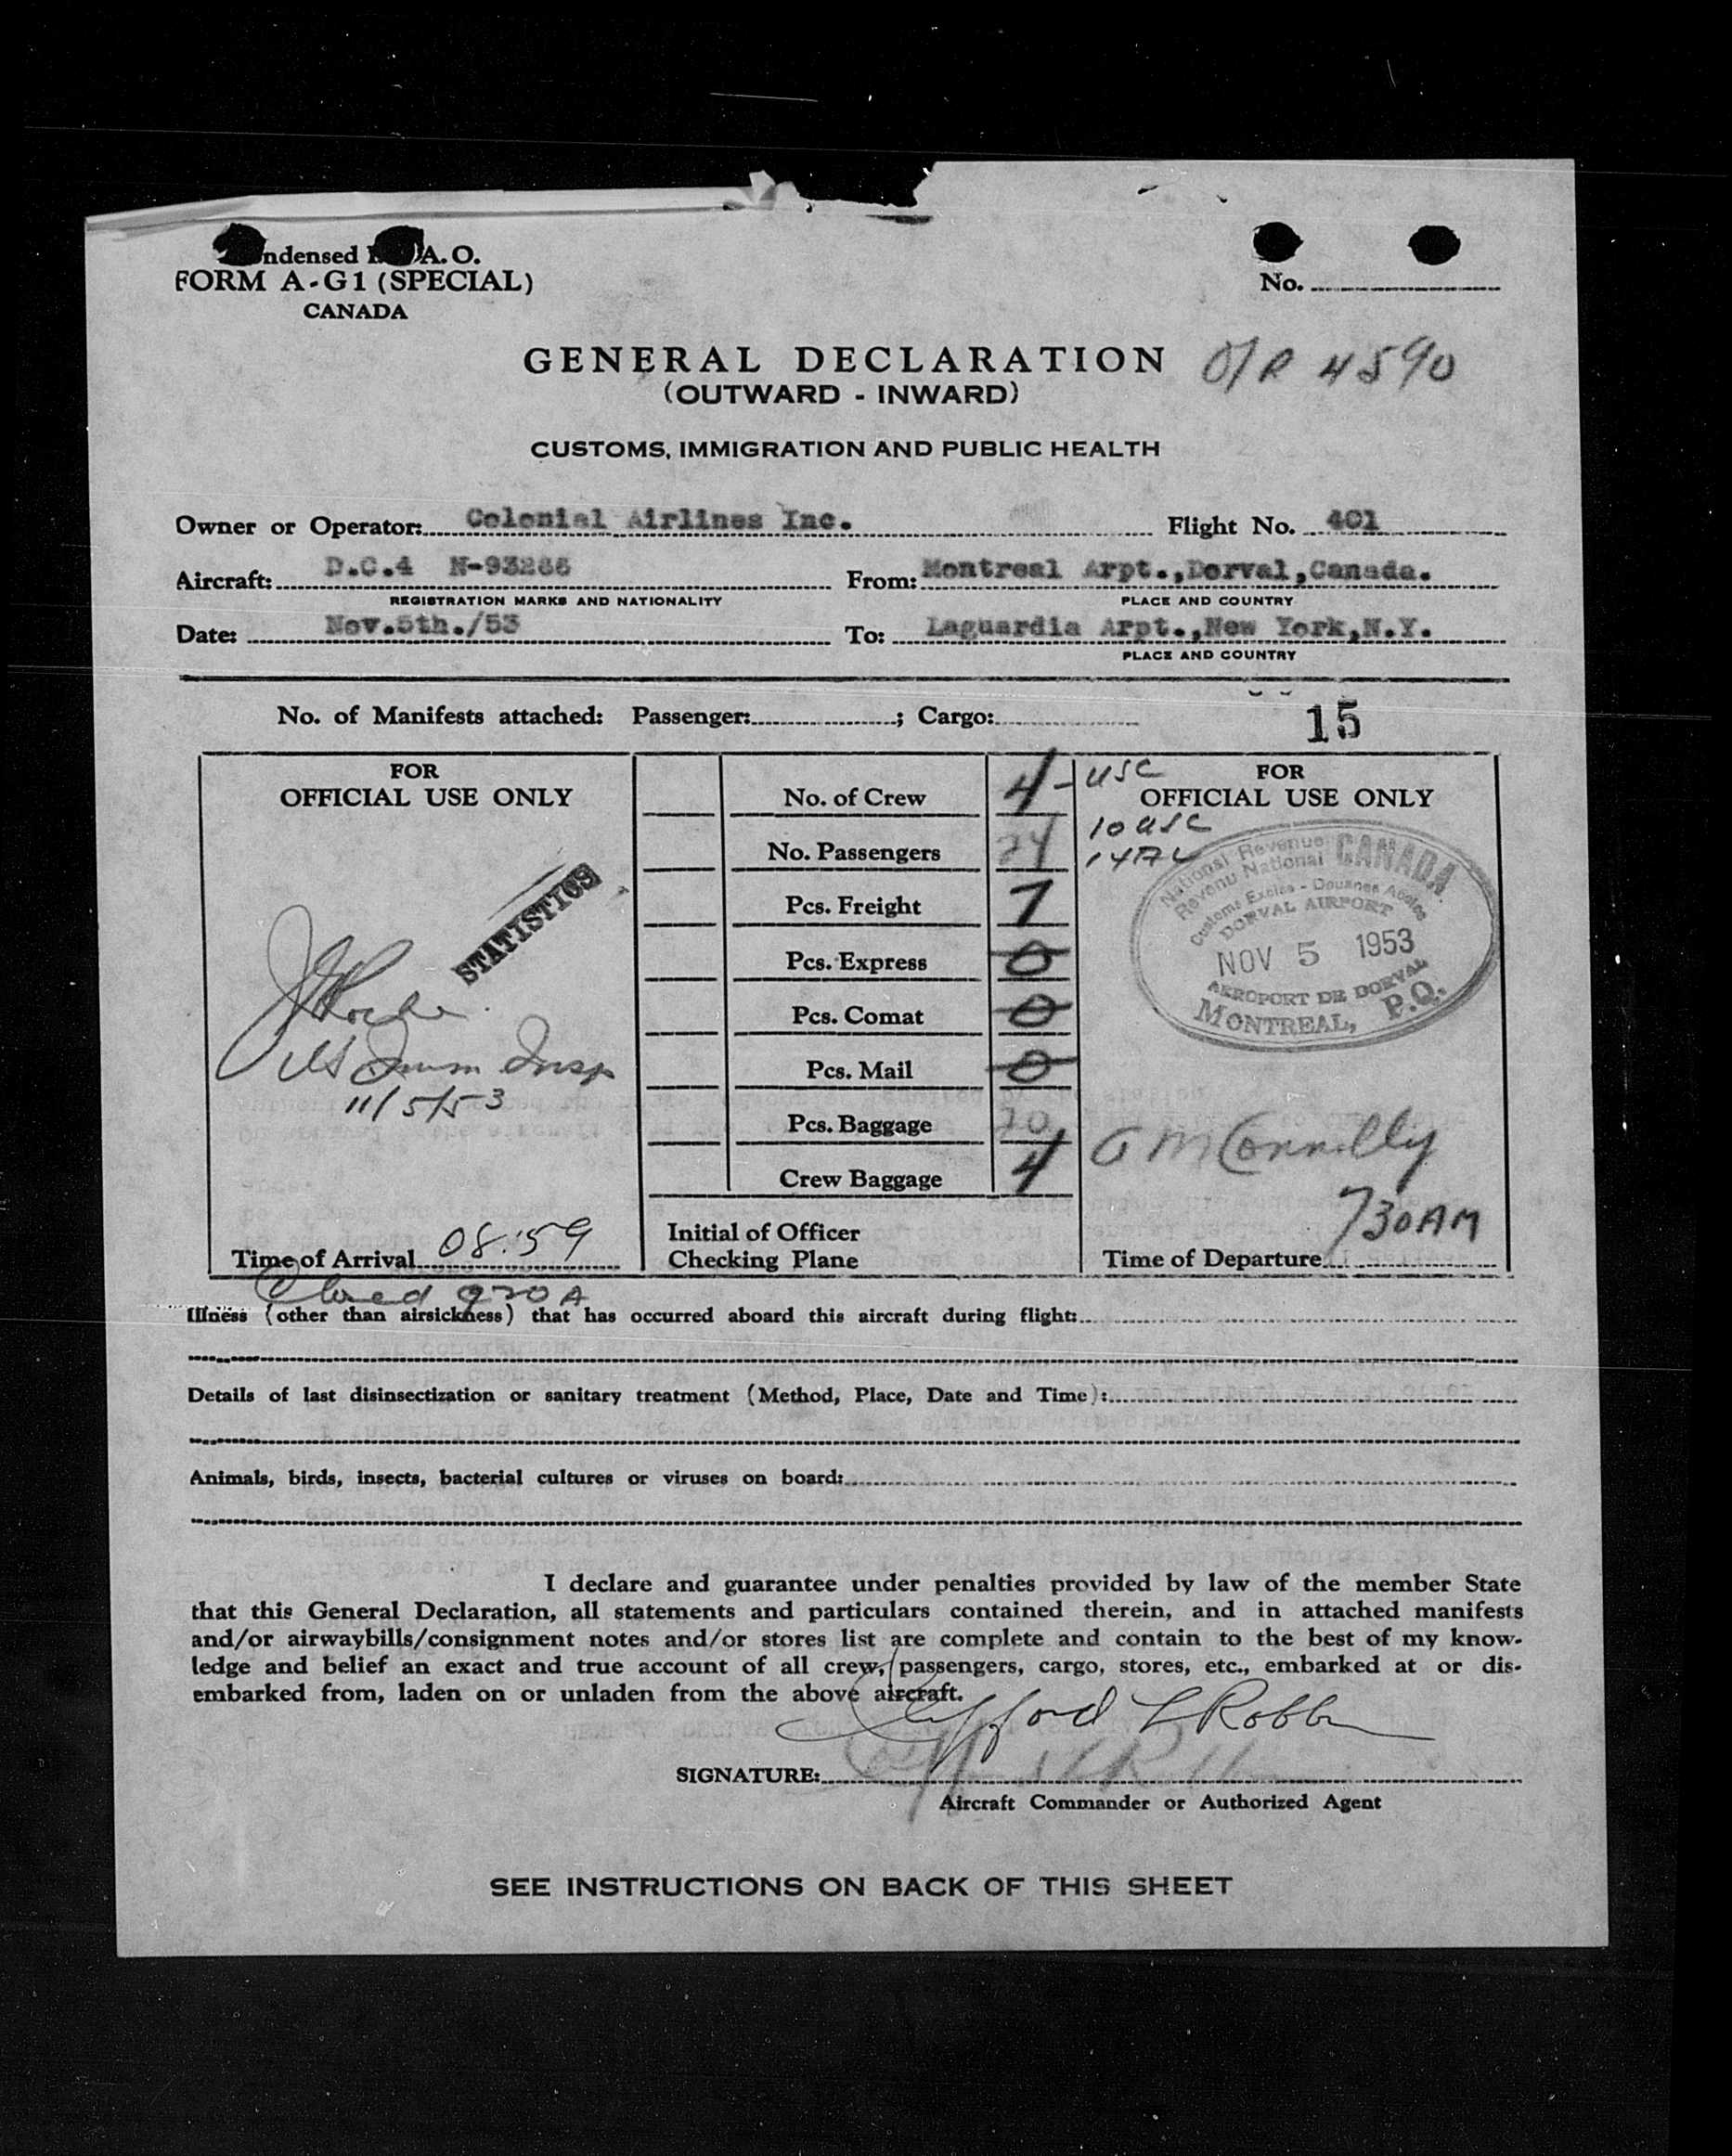 ndensed A. O.
FORM A-G1 (SPECIAL)
CANADA
No.
GENERAL DECLARATION
O/R 4590
(OUTWARD - INWARD)
CUSTOMS, IMMIGRATION AND PUBLIC HEALTH
Owner or Operator: Colonial Airlines Inc. Flight No. 401
Aircraft: D.C.4 From: Montreal Arpt.,Dorval,Canada.
REGISTRATION MARKS AND NATIONALITY PLACE AND COUNTRY
Date: Nov.5th./53 To: Laguardia Arpt.,New York,N.Y.
PLACE AND COUNTRY
No. of Manifests attached: Passenger: ; Cargo: 15
FOR
OFFICIAL USE ONLY
STATISTICS
US Imm Insp
11/5/53
Time of Arrival 08:59
Closed 920 A
No. of Crew 4 - USC
No. Passengers 24 10 USC
Pcs. Freight 7
Pcs. Express 0
Pcs. Comat 0
Pcs. Mail 0
Pcs. Baggage 20
Crew Baggage 4
Initial of Officer
Checking Plane
FOR
OFFICIAL USE ONLY
National Revenue CANADA
Revenu National
Customs Excise - Douanes Accise
DORVAL AIRPORT
NOV 5 1953
AEROPORT DE DORVAL
MONTREAL, P.Q.
Connilly
730 AM
Time of Departure
Illness (other than airsickness) that has occurred aboard this aircraft during flight:
Details of last disinsectization or sanitary treatment (Method, Place, Date and Time):
Animals, birds, insects, bacterial cultures or viruses on board:
I declare and guarantee under penalties provided by law of the member State
that this General Declaration, all statements and particulars contained therein, and in attached manifests
and/or airwaybills/consignment notes and/or stores list are complete and contain to the best of my know-
ledge and belief an exact and true account of all crew, passengers, cargo, stores, etc., embarked at or dis-
embarked from, laden on or unladen from the above aircraft.
Clifford L Robb
SIGNATURE:
Aircraft Commander or Authorized Agent
SEE INSTRUCTIONS ON BACK OF THIS SHEET